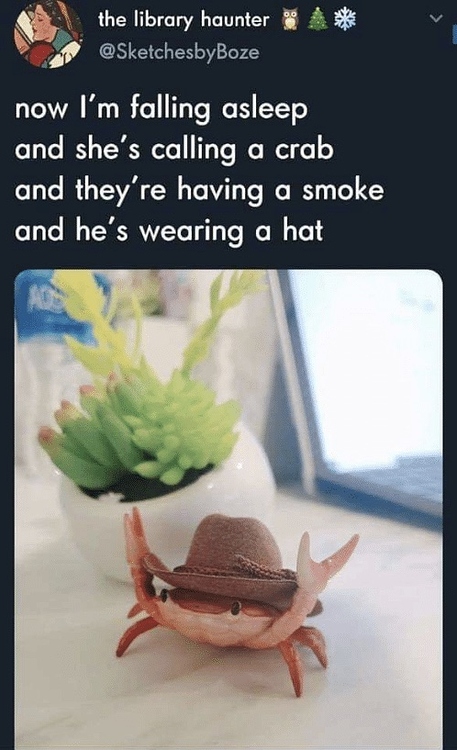 the library haunter 🦉🎄❄️
@SketchesbyBoze
now I'm falling asleep
and she's calling a crab
and they're having a smoke
and he's wearing a hat